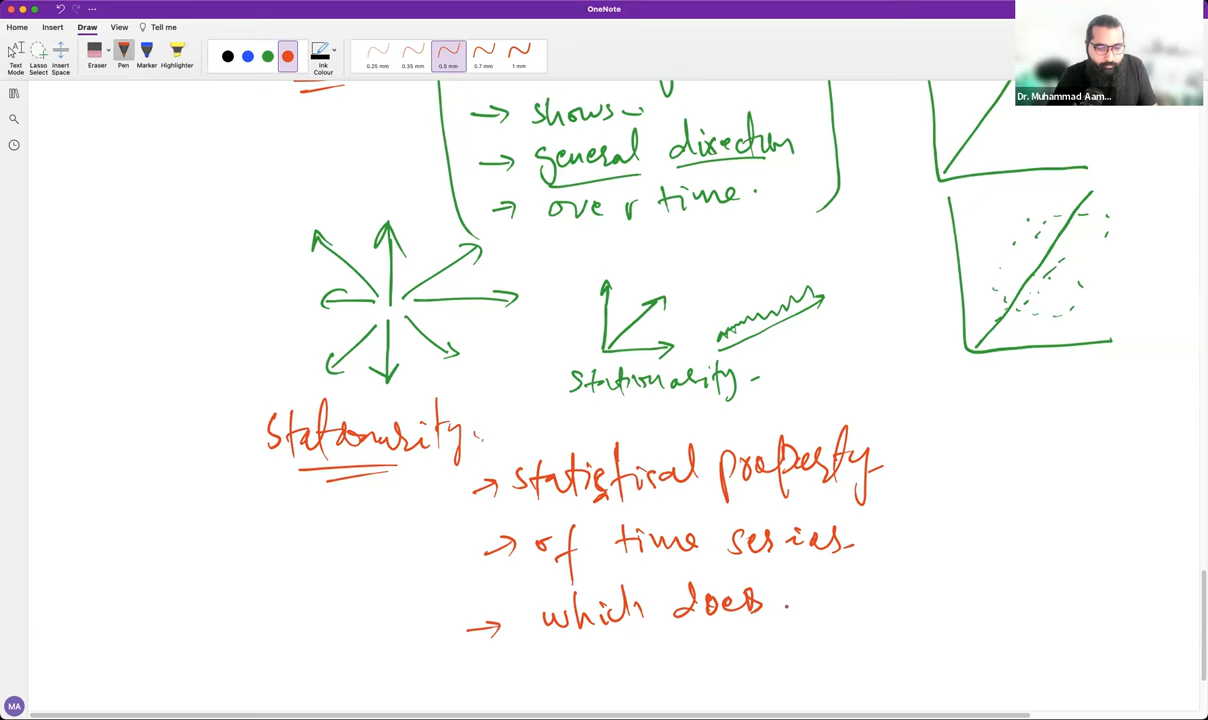 OneNote
Home Insert Draw View Tell me
Text Mode
Lasso Select
Insert Space
Eraser
Pen
Marker
Highlighter
Ink Colour
0.25 mm
0.35 mm
0.5 mm
0.7 mm
1 mm
Dr. Muhammad Aam...
→ shows
→ general direction
→ over time.
Stationarity -
Stationarity.
→ statistical property
→ of time series
→ which does
MA